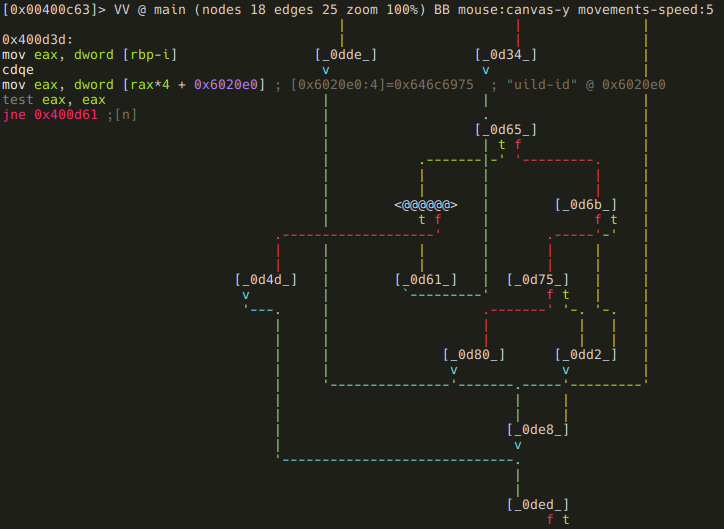 [0x00400c63]> VV @ main (nodes 18 edges 25 zoom 100%) BB mouse:canvas-y movements-speed:5
0x400d3d:
mov eax, dword [rbp-i]
cdqe
mov eax, dword [rax*4 + 0x6020e0] ; [0x6020e0:4]=0x646c6975 ; "uild-id" @ 0x6020e0
test eax, eax
jne 0x400d61 ;[n]
[_0dde_] [_0d34_]
v v
[_0d65_]
t f
<@@@@@@> [_0d6b_]
t f f t
[_0d4d_] [_0d61_] [_0d75_]
v f t
[_0d80_] [_0dd2_]
v v
[_0de8_]
v
[_0ded_]
f t